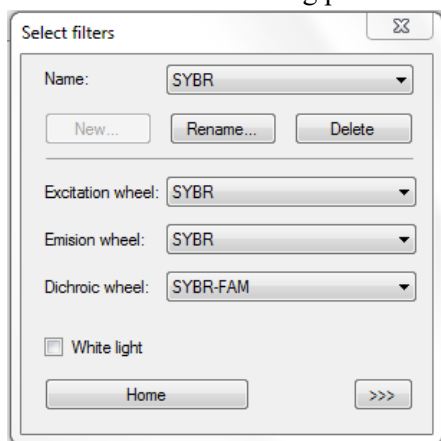 Select filters
Name: SYBR
New... Rename... Delete
Excitation wheel: SYBR
Emision wheel: SYBR
Dichroic wheel: SYBR-FAM
White light
Home >>>